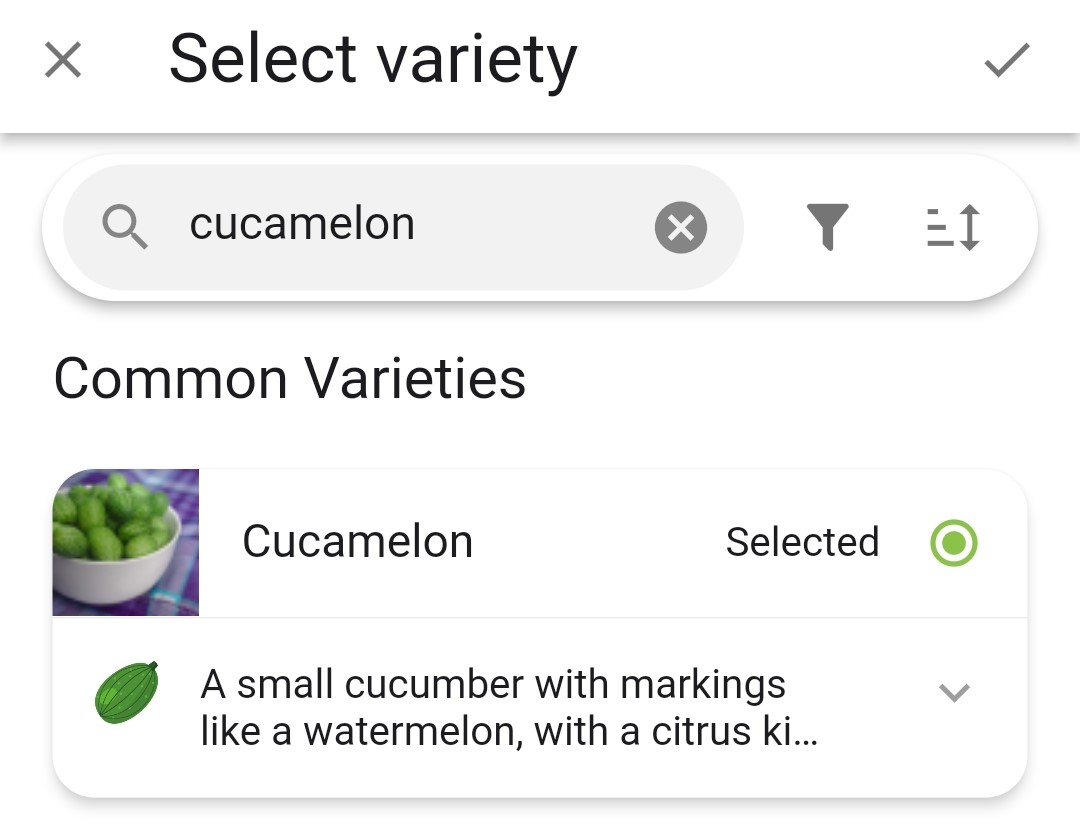 Select variety
cucamelon
Common Varieties
Cucamelon
Selected
A small cucumber with markings
like a watermelon, with a citrus ki...